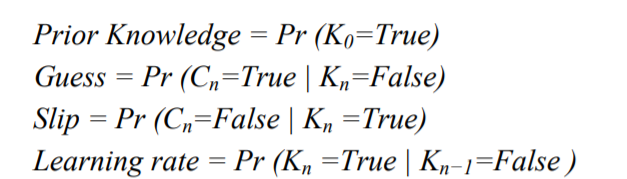 Prior Knowledge = Pr (K₀=True)
Guess = Pr (Cₙ=True | Kₙ=False)
Slip = Pr (Cₙ=False | Kₙ =True)
Learning rate = Pr (Kₙ =True | Kₙ₋₁=False )